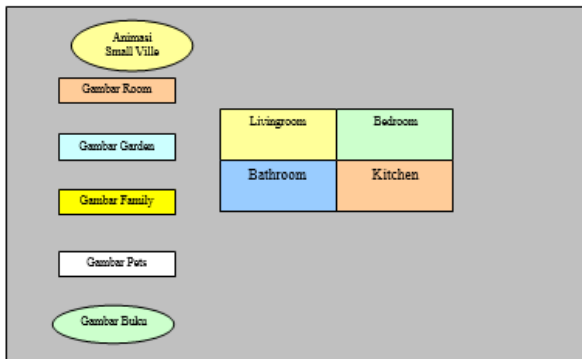 Animasi
Small Ville
Gambar Room
Gambar Garden
Gambar Family
Gambar Pets
Gambar Buku
Livingroom
Bedroom
Bathroom
Kitchen